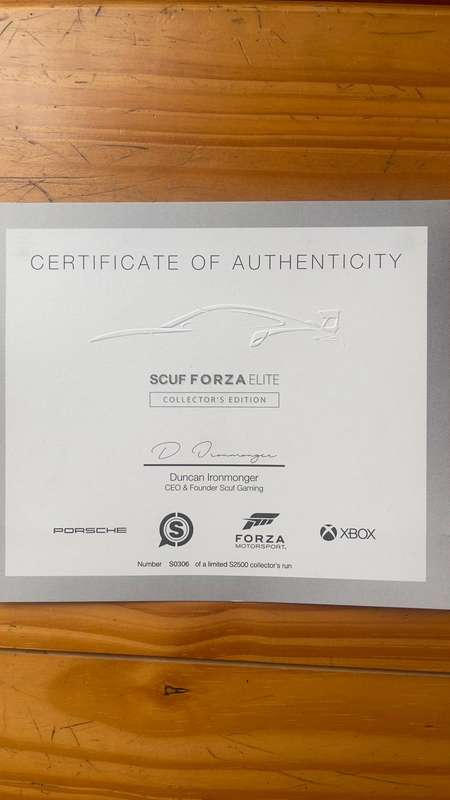 CERTIFICATE OF AUTHENTICITY
SCUF FORZA ELITE
COLLECTOR'S EDITION
D Ironmonger
Duncan Ironmonger
CEO & Founder Scuf Gaming
PORSCHE
S
FORZA
MOTORSPORT.
XBOX
Number S0306 of a limited S2500 collector's run